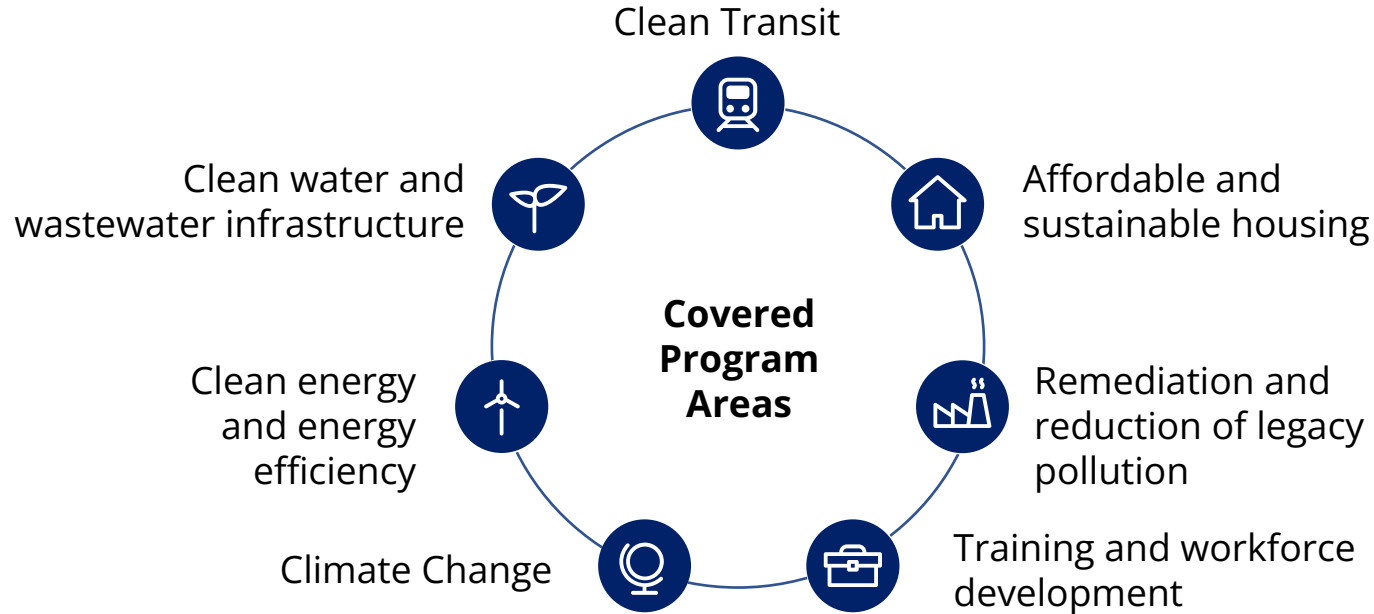 Clean Transit
Clean water and
wastewater infrastructure
Affordable and
sustainable housing
Covered
Program
Areas
Clean energy
and energy
efficiency
Remediation and
reduction of legacy
pollution
Climate Change
Training and workforce
development